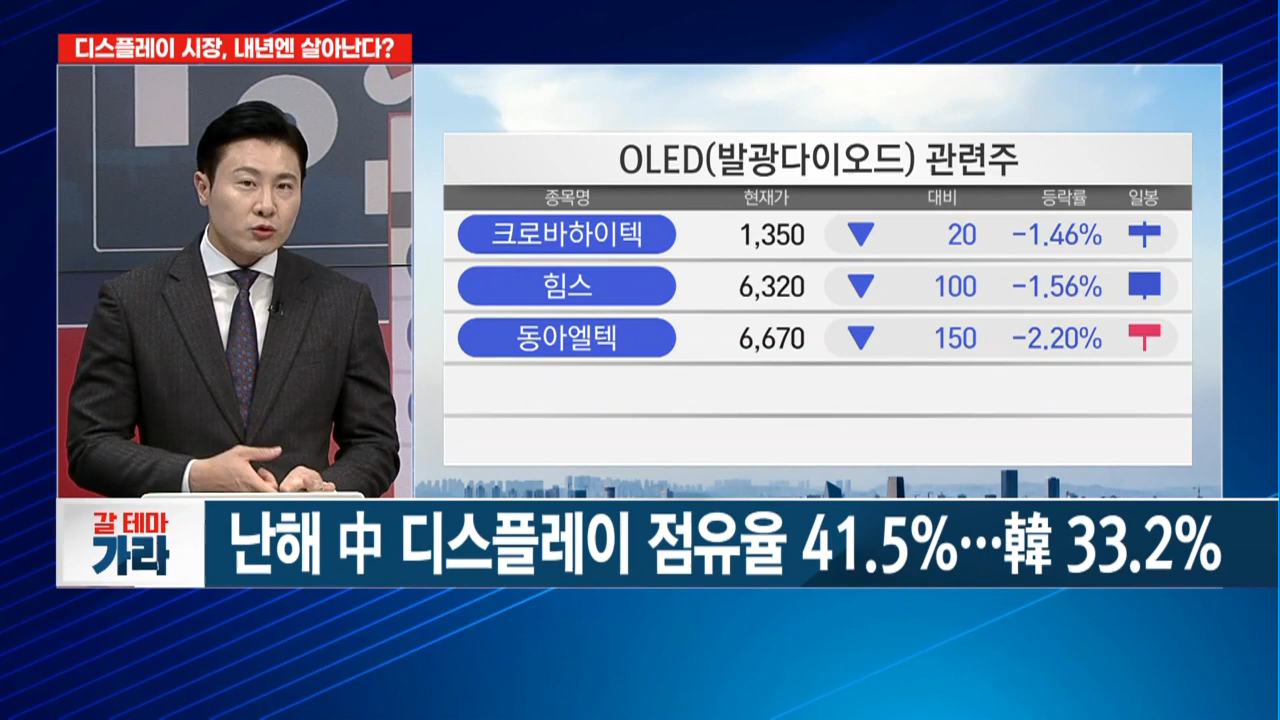 디스플레이 시장, 내년엔 살아난다?
OLED(발광다이오드) 관련주
종목명 현재가 대비 등락률 일봉
크로바하이텍 1,350 ▼ 20 -1.46%
힘스 6,320 ▼ 100 -1.56%
동아엘텍 6,670 ▼ 150 -2.20%
갈 테마
가라
난해 中 디스플레이 점유율 41.5%…韓 33.2%